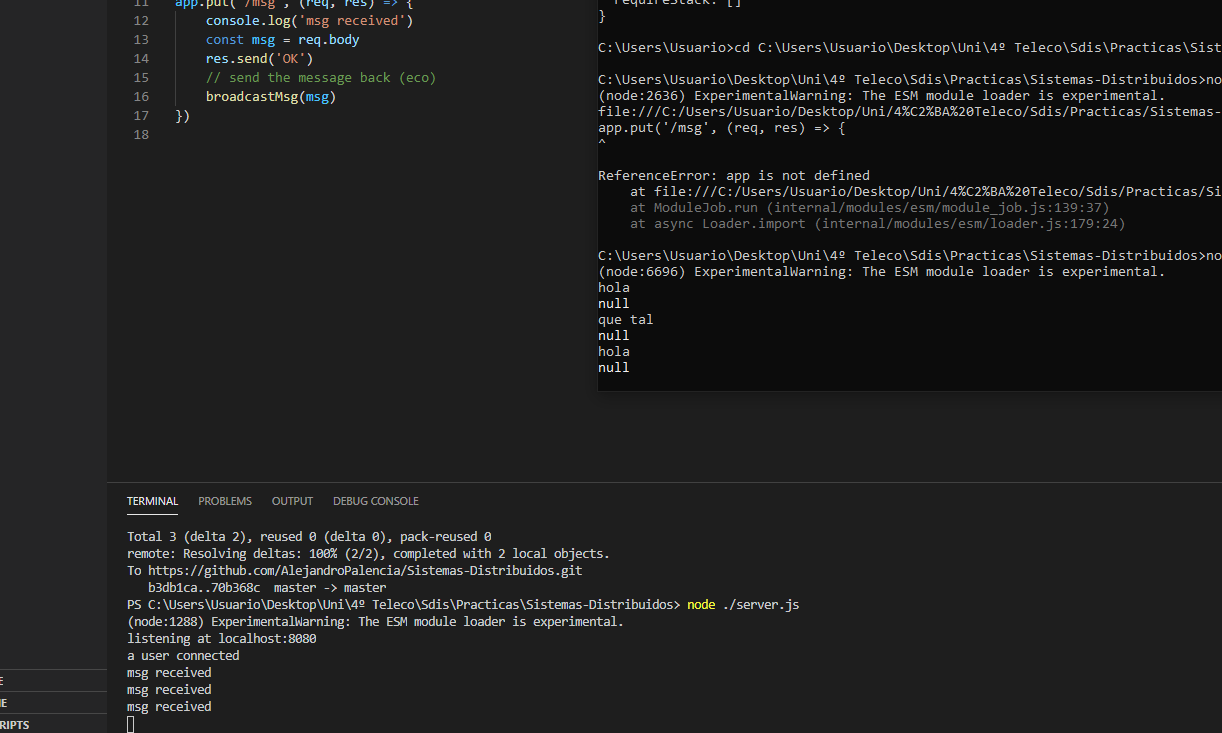 11 app.put('/msg', (req, res) => {
12 console.log('msg received')
13 const msg = req.body
14 res.send('OK')
15 // send the message back (eco)
16 broadcastMsg(msg)
17 })
18
requireStack: []
}
C:\Users\Usuario>cd C:\Users\Usuario\Desktop\Uni\4º Teleco\Sdis\Practicas\Sist
C:\Users\Usuario\Desktop\Uni\4º Teleco\Sdis\Practicas\Sistemas-Distribuidos>no
(node:2636) ExperimentalWarning: The ESM module loader is experimental.
file:///C:/Users/Usuario/Desktop/Uni/4%C2%BA%20Teleco/Sdis/Practicas/Sistemas-
app.put('/msg', (req, res) => {
^
ReferenceError: app is not defined
at file:///C:/Users/Usuario/Desktop/Uni/4%C2%BA%20Teleco/Sdis/Practicas/Si
at ModuleJob.run (internal/modules/esm/module_job.js:139:37)
at async Loader.import (internal/modules/esm/loader.js:179:24)
C:\Users\Usuario\Desktop\Uni\4º Teleco\Sdis\Practicas\Sistemas-Distribuidos>no
(node:6696) ExperimentalWarning: The ESM module loader is experimental.
hola
null
que tal
null
hola
null
TERMINAL PROBLEMS OUTPUT DEBUG CONSOLE
Total 3 (delta 2), reused 0 (delta 0), pack-reused 0
remote: Resolving deltas: 100% (2/2), completed with 2 local objects.
To https://github.com/AlejandroPalencia/Sistemas-Distribuidos.git
b3db1ca..70b368c master -> master
PS C:\Users\Usuario\Desktop\Uni\4º Teleco\Sdis\Practicas\Sistemas-Distribuidos> node ./server.js
(node:1288) ExperimentalWarning: The ESM module loader is experimental.
listening at localhost:8080
a user connected
msg received
msg received
msg received
E
IE
RIPTS